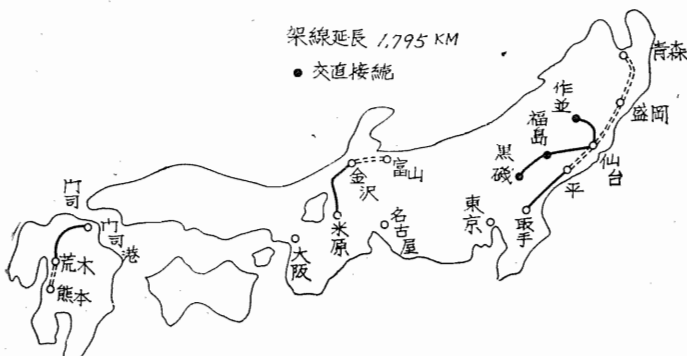 架線延長 1,795 KM
● 交直接続
青森
盛岡
作並
福島
仙台
黒磯
平
取手
東京
富山
金沢
米原
名古屋
大阪
門司
門司港
荒木
熊本